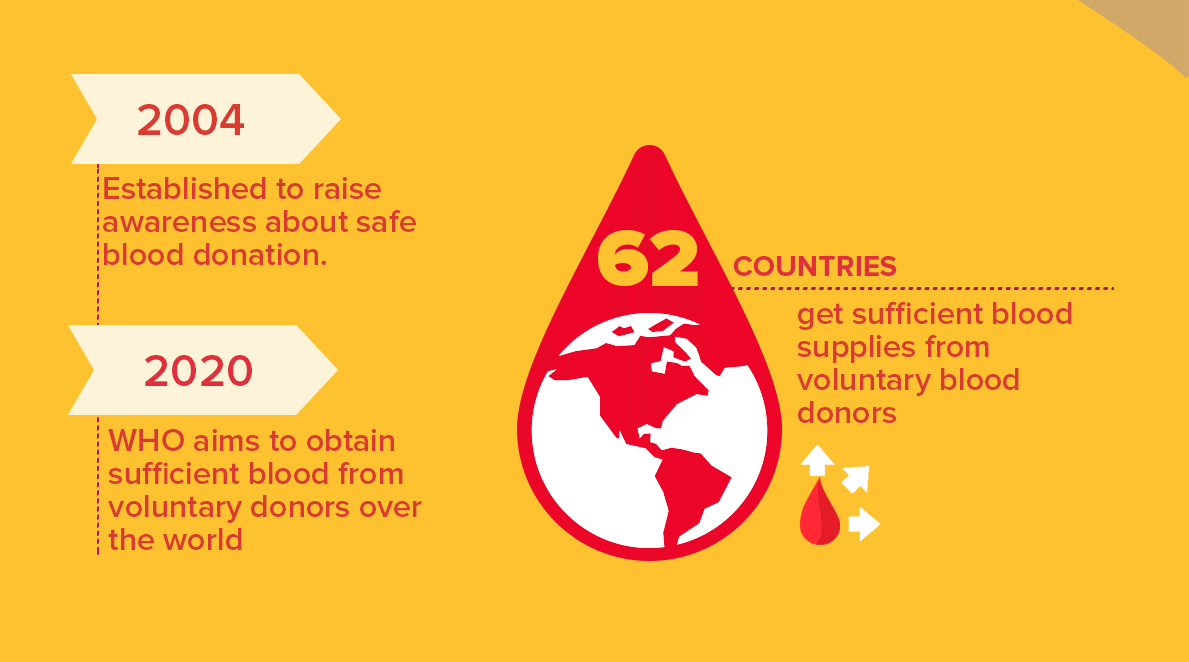 2004
Established to raise
awareness about safe
blood donation.
2020
WHO aims to obtain
sufficient blood from
voluntary donors over
the world
62
COUNTRIES
get sufficient blood
supplies from
voluntary blood
donors